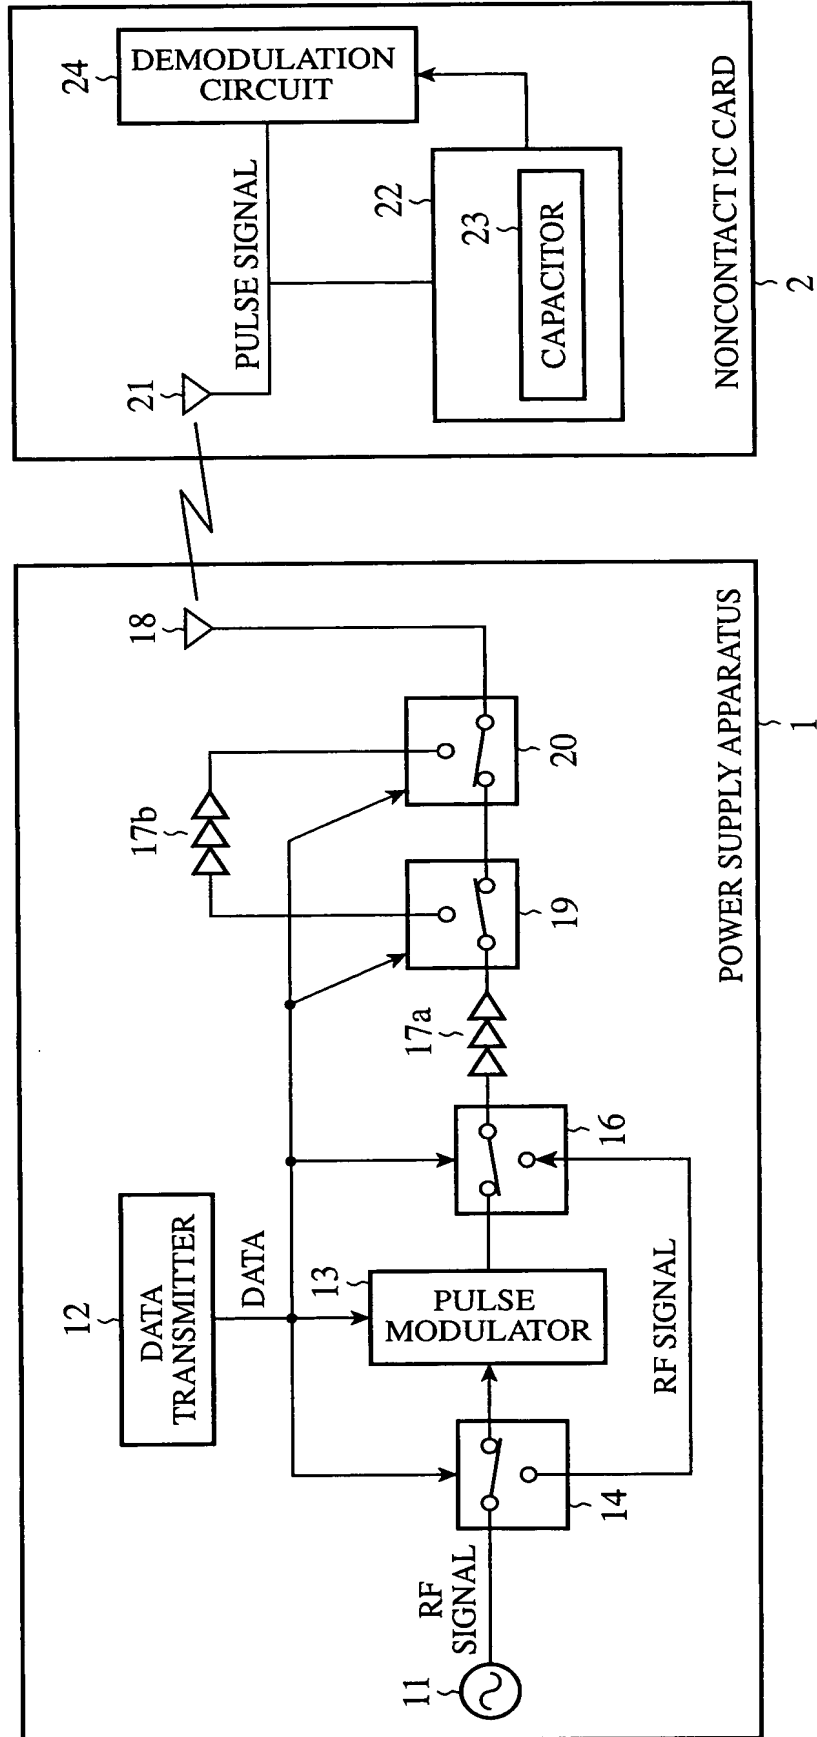 11
RF
SIGNAL
12
DATA
TRANSMITTER
DATA
13
PULSE
MODULATOR
14
RF SIGNAL
16
17a
17b
18
19
20
POWER SUPPLY APPARATUS
1
21
PULSE SIGNAL
22
23
CAPACITOR
24
DEMODULATION
CIRCUIT
NONCONTACT IC CARD
2